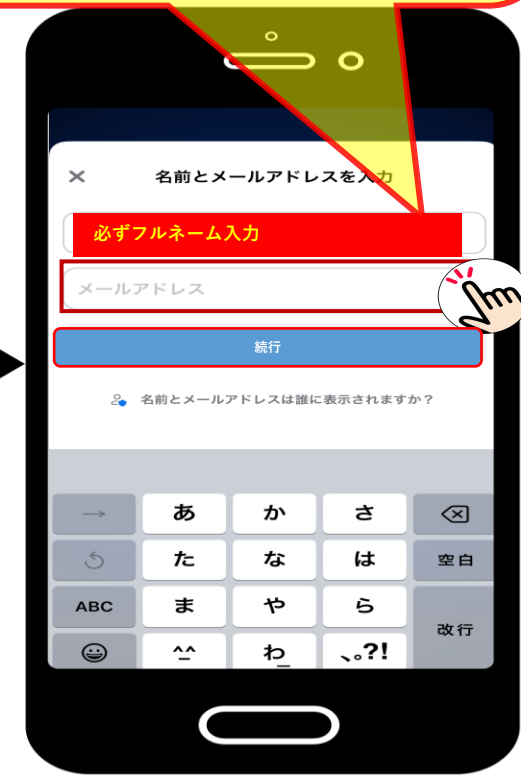 名前とメールアドレスを入力
必ずフルネーム入力
メールアドレス
続行
名前とメールアドレスは誰に表示されますか？
→ あ か さ
た な は 空白
ABC ま や ら 改行
^^ わ 、。?!